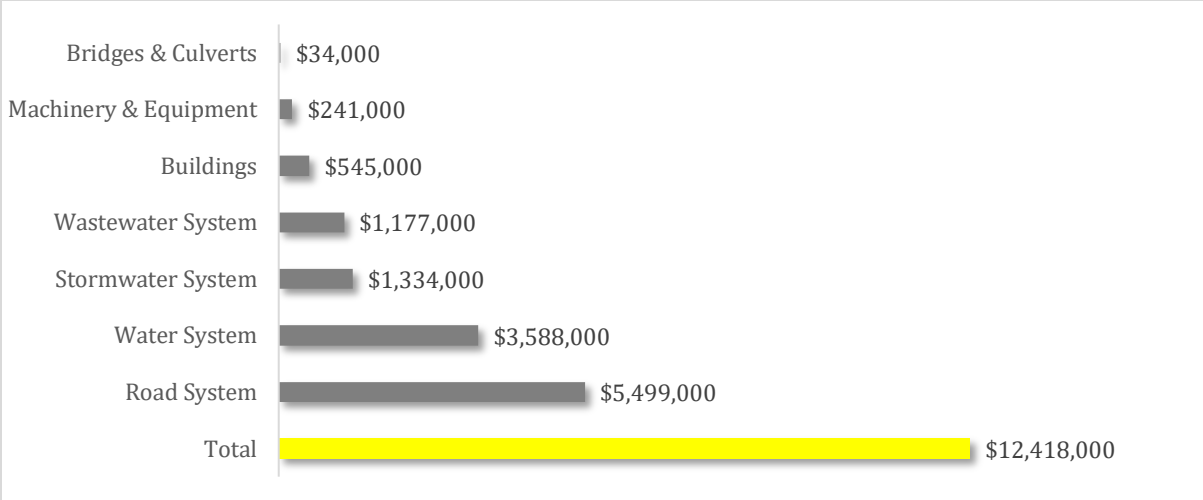 Bridges & Culverts $34,000
Machinery & Equipment $241,000
Buildings $545,000
Wastewater System $1,177,000
Stormwater System $1,334,000
Water System $3,588,000
Road System $5,499,000
Total $12,418,000